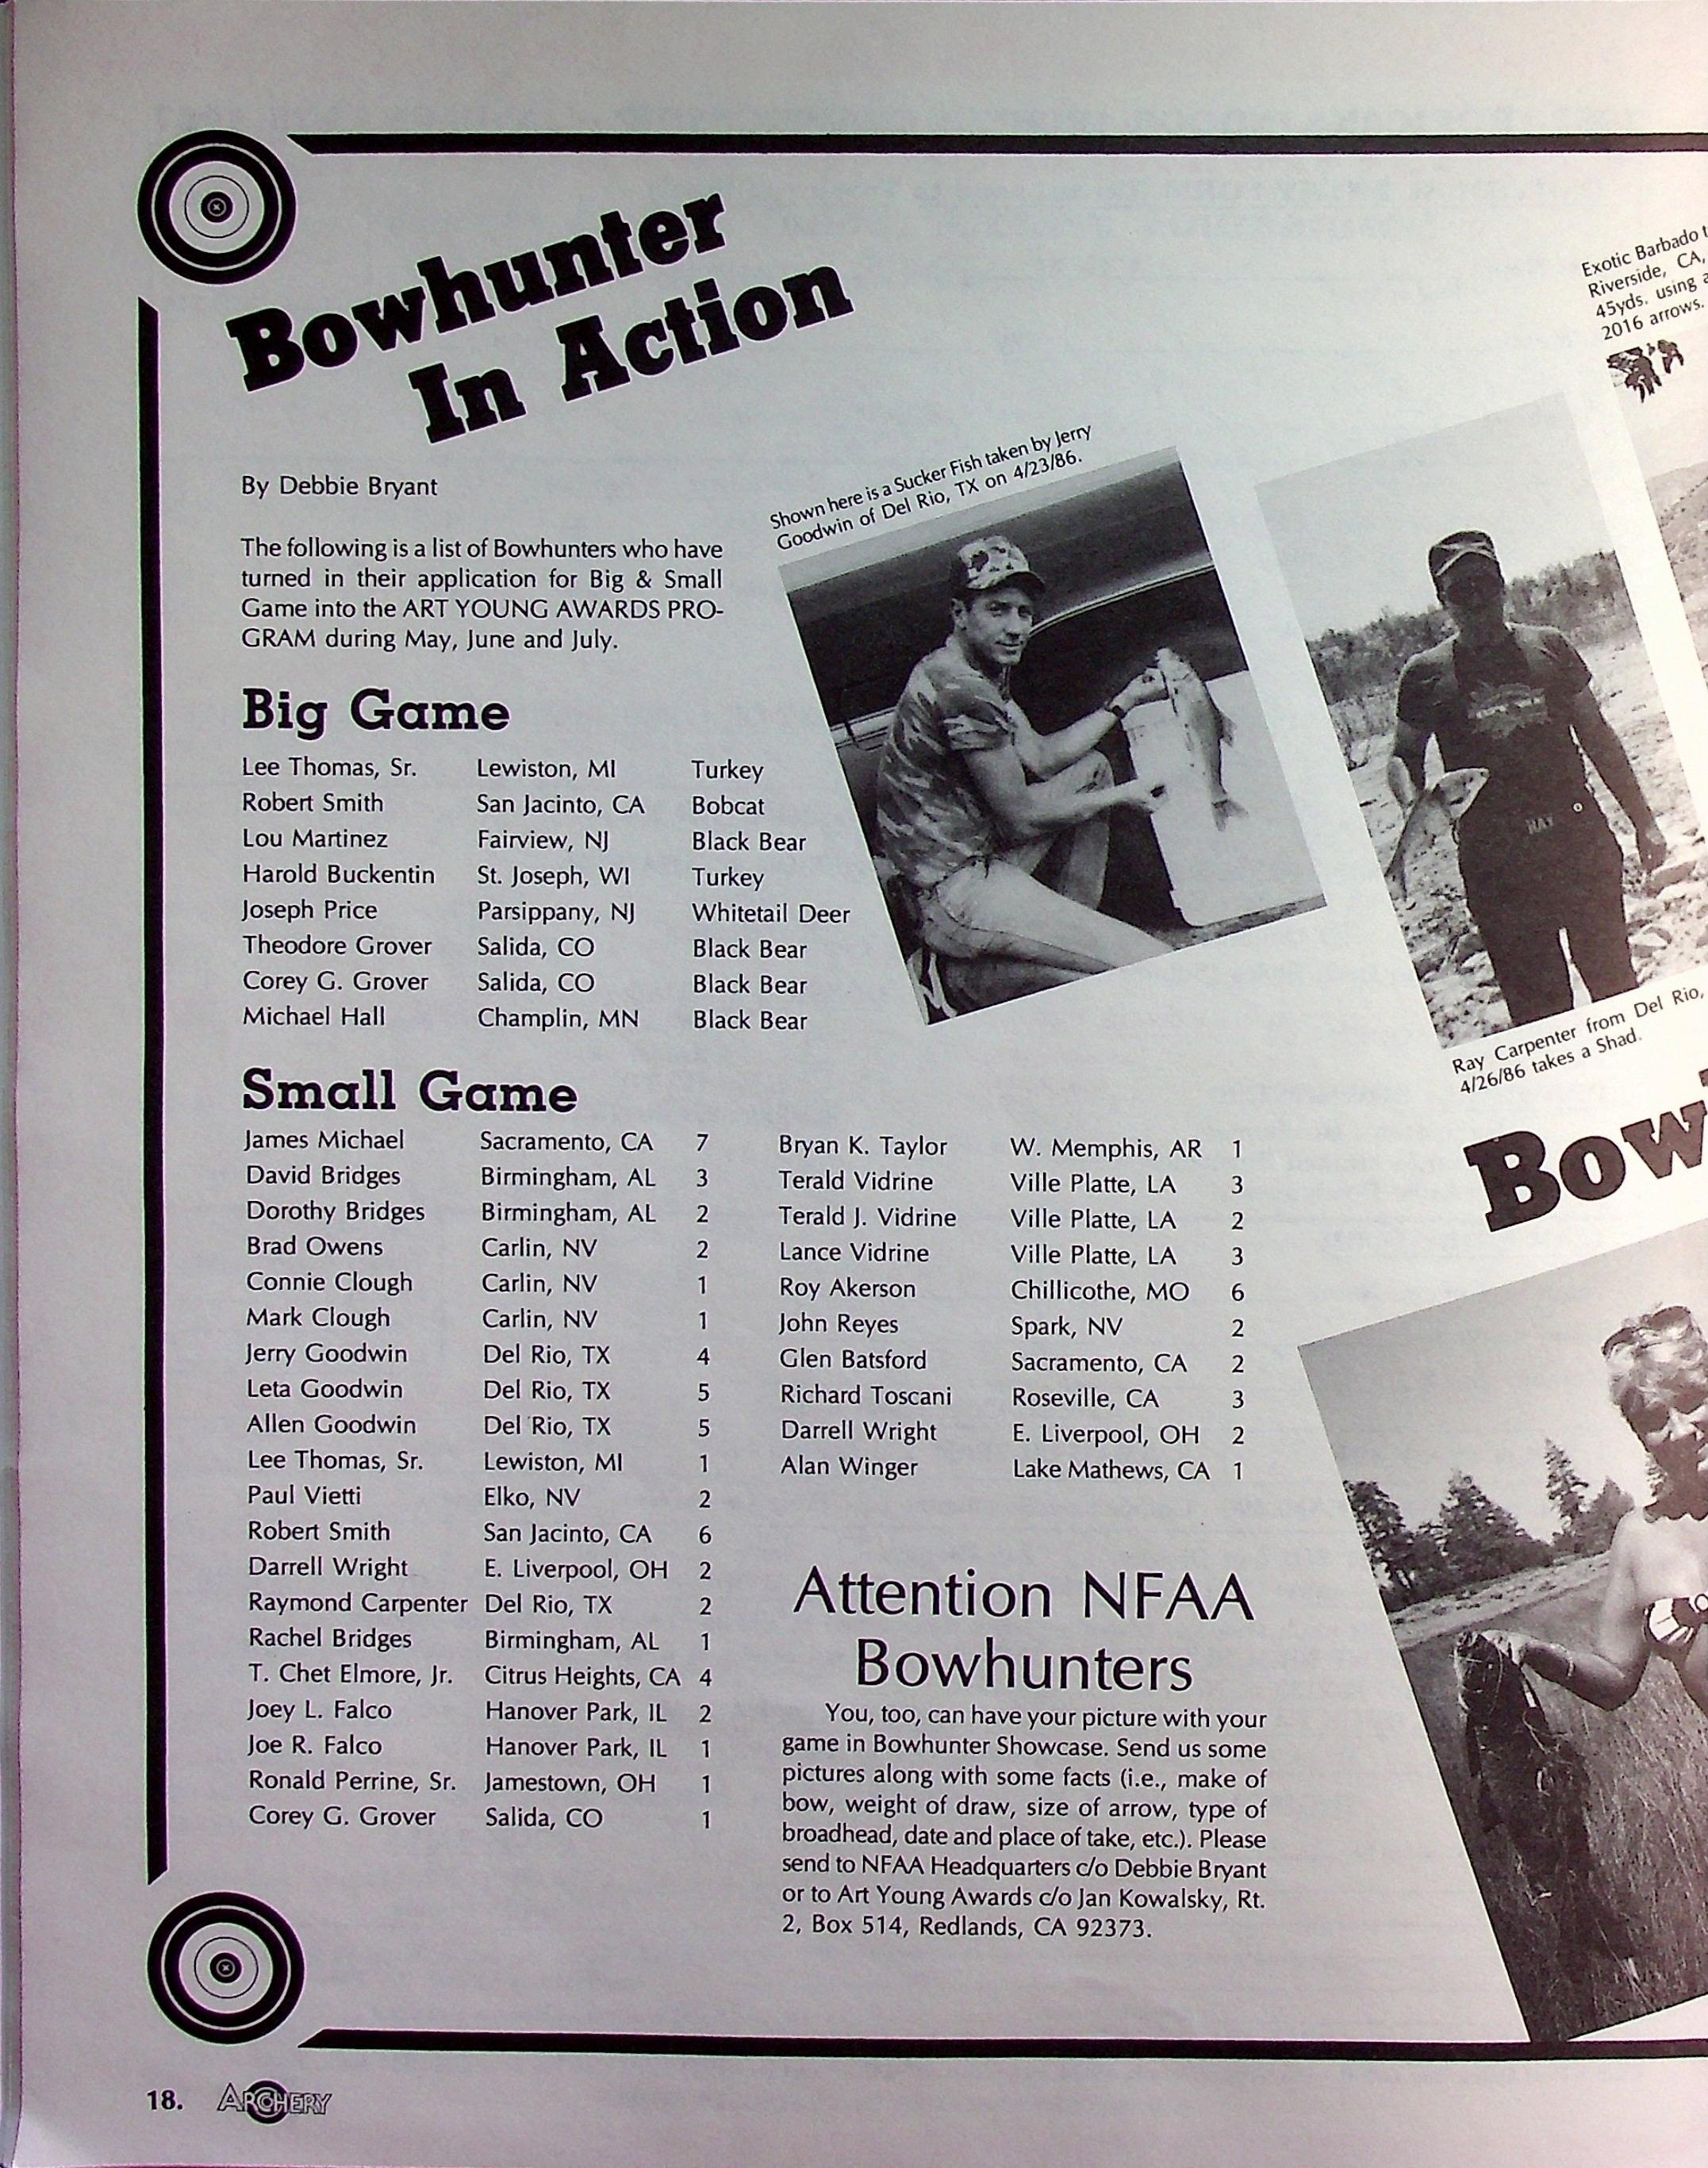 Bowhunter
In Action
By Debbie Bryant
The following is a list of Bowhunters who have
turned in their application for Big & Small
Game into the ART YOUNG AWARDS PRO-
GRAM during May, June and July.
Big Game
Lee Thomas, Sr. Lewiston, MI Turkey
Robert Smith San Jacinto, CA Bobcat
Lou Martinez Fairview, NJ Black Bear
Harold Buckentin St. Joseph, WI Turkey
Joseph Price Parsippany, NJ Whitetail Deer
Theodore Grover Salida, CO Black Bear
Corey G. Grover Salida, CO Black Bear
Michael Hall Champlin, MN Black Bear
Small Game
James Michael Sacramento, CA 7
David Bridges Birmingham, AL 3
Dorothy Bridges Birmingham, AL 2
Brad Owens Carlin, NV 2
Connie Clough Carlin, NV 1
Mark Clough Carlin, NV 1
Jerry Goodwin Del Rio, TX 4
Leta Goodwin Del Rio, TX 5
Allen Goodwin Del Rio, TX 5
Lee Thomas, Sr. Lewiston, MI 1
Paul Vietti Elko, NV 2
Robert Smith San Jacinto, CA 6
Darrell Wright E. Liverpool, OH 2
Raymond Carpenter Del Rio, TX 2
Rachel Bridges Birmingham, AL 1
T. Chet Elmore, Jr. Citrus Heights, CA 4
Joey L. Falco Hanover Park, IL 2
Joe R. Falco Hanover Park, IL 1
Ronald Perrine, Sr. Jamestown, OH 1
Corey G. Grover Salida, CO 1
Bryan K. Taylor W. Memphis, AR 1
Terald Vidrine Ville Platte, LA 3
Terald J. Vidrine Ville Platte, LA 2
Lance Vidrine Ville Platte, LA 3
Roy Akerson Chillicothe, MO 6
John Reyes Spark, NV 2
Glen Batsford Sacramento, CA 2
Richard Toscani Roseville, CA 3
Darrell Wright E. Liverpool, OH 2
Alan Winger Lake Mathews, CA 1
Attention NFAA
Bowhunters
You, too, can have your picture with your
game in Bowhunter Showcase. Send us some
pictures along with some facts (i.e., make of
bow, weight of draw, size of arrow, type of
broadhead, date and place of take, etc.). Please
send to NFAA Headquarters c/o Debbie Bryant
or to Art Young Awards c/o Jan Kowalsky, Rt.
2, Box 514, Redlands, CA 92373.
Shown here is a Sucker Fish taken by Jerry
Goodwin of Del Rio, TX on 4/23/86.
Exotic Barbado
Riverside, CA,
45yds. using
2016 arrows.
Ray Carpenter from Del Rio,
4/26/86 takes a Shad.
Bow
18. ARCHERY